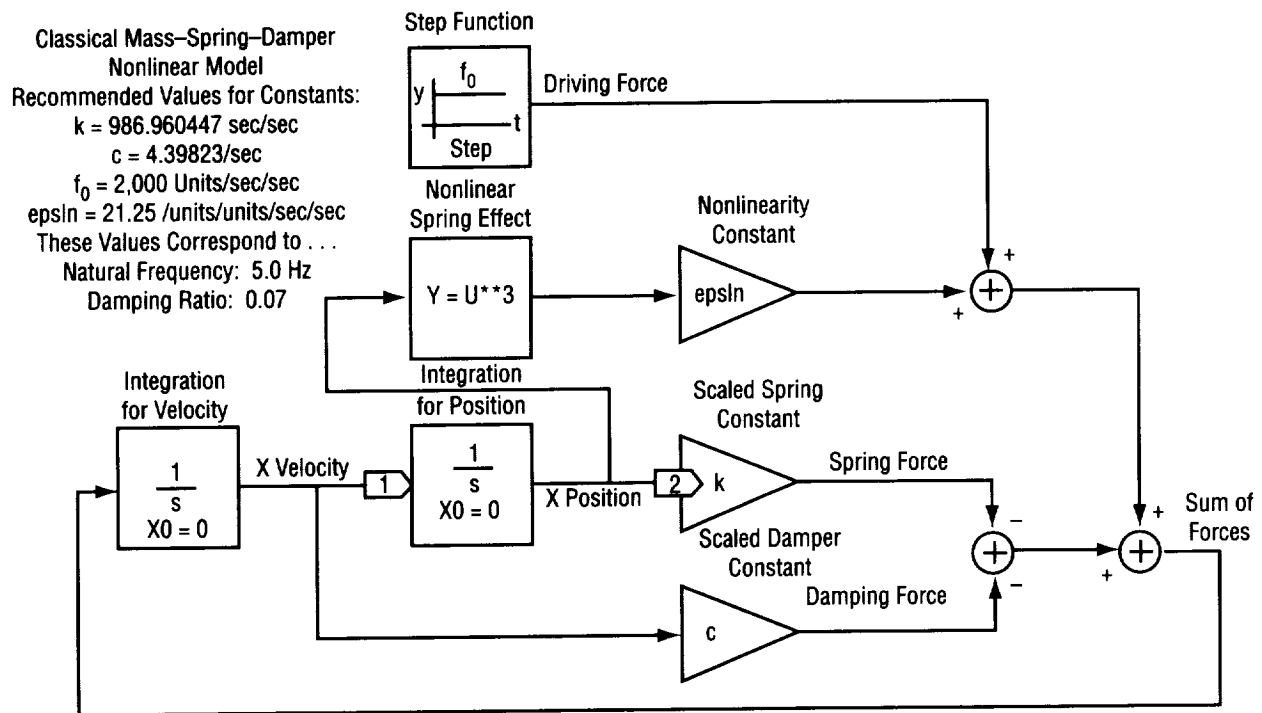 Classical Mass–Spring–Damper
Nonlinear Model
Recommended Values for Constants:
k = 986.960447 sec/sec
c = 4.39823/sec
f0 = 2,000 Units/sec/sec
epsln = 21.25 /units/units/sec/sec
These Values Correspond to . . .
Natural Frequency: 5.0 Hz
Damping Ratio: 0.07
Step Function
f0
y
t
Step
Driving Force
Nonlinear
Spring Effect
Y = U**3
Nonlinearity
Constant
epsln
+
+
+
Integration
for Velocity
1
s
X0 = 0
X Velocity
1
Integration
for Position
1
s
X0 = 0
X Position
2
Scaled Spring
Constant
k
Spring Force
–
+
–
Scaled Damper
Constant
c
Damping Force
+
+
+
Sum of
Forces